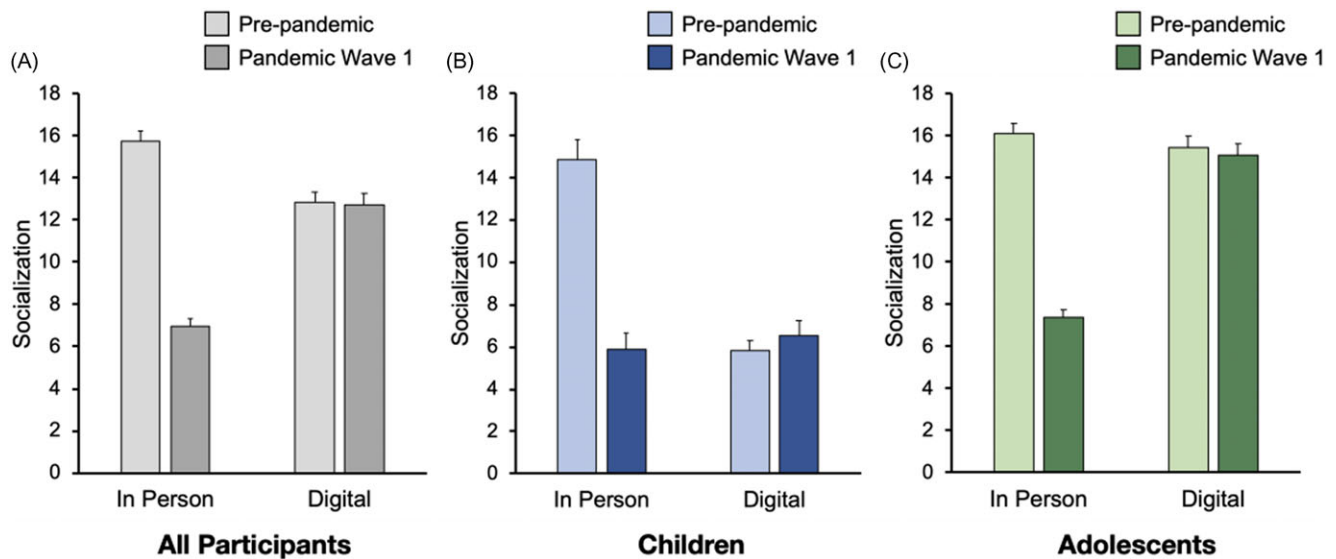 (A)
Pre-pandemic
Pandemic Wave 1
Socialization
18
16
14
12
10
8
6
4
2
0
In Person Digital
All Participants
(B)
Pre-pandemic
Pandemic Wave 1
Socialization
18
16
14
12
10
8
6
4
2
0
In Person Digital
Children
(C)
Pre-pandemic
Pandemic Wave 1
Socialization
18
16
14
12
10
8
6
4
2
0
In Person Digital
Adolescents